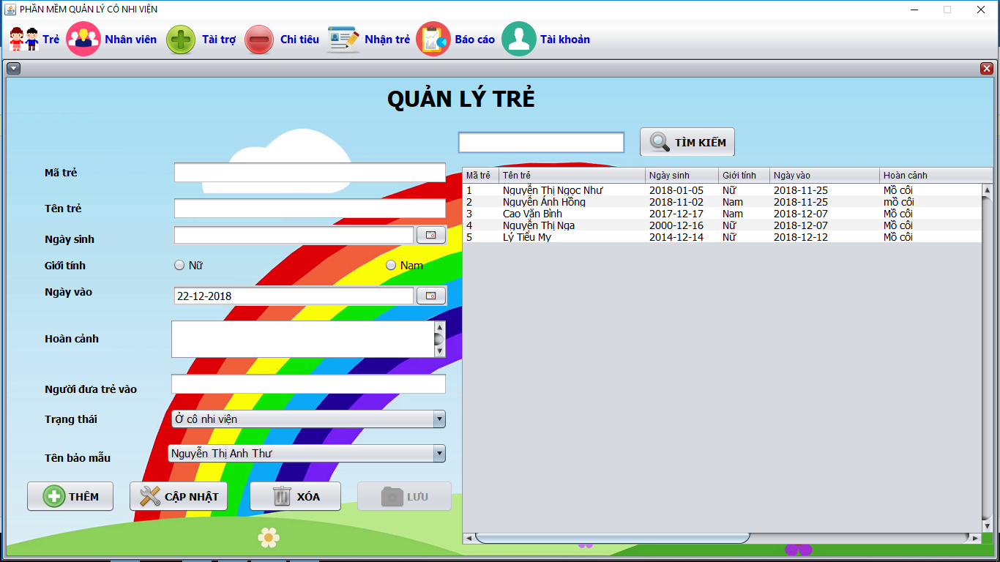 PHẦN MỀM QUẢN LÝ CÔ NHI VIỆN
Trẻ Nhân viên Tài trợ Chi tiêu Nhận trẻ Báo cáo Tài khoản
QUẢN LÝ TRẺ
TÌM KIẾM
Mã trẻ
Tên trẻ
Ngày sinh
Giới tính Nữ Nam
Ngày vào 22-12-2018
Hoàn cảnh
Người đưa trẻ vào
Trạng thái Ở cô nhi viện
Tên bảo mẫu Nguyễn Thị Anh Thư
THÊM CẬP NHẬT XÓA LƯU
Mã trẻ Tên trẻ Ngày sinh Giới tính Ngày vào Hoàn cảnh
1 Nguyễn Thị Ngọc Như 2018-01-05 Nữ 2018-11-25 Mồ côi
2 Nguyễn Ánh Hồng 2018-11-02 Nam 2018-11-25 mồ côi
3 Cao Văn Bình 2017-12-17 Nam 2018-12-07 Mồ côi
4 Nguyễn Thị Nga 2000-12-16 Nữ 2018-12-07 Mồ côi
5 Lý Tiểu My 2014-12-14 Nữ 2018-12-12 Mồ côi